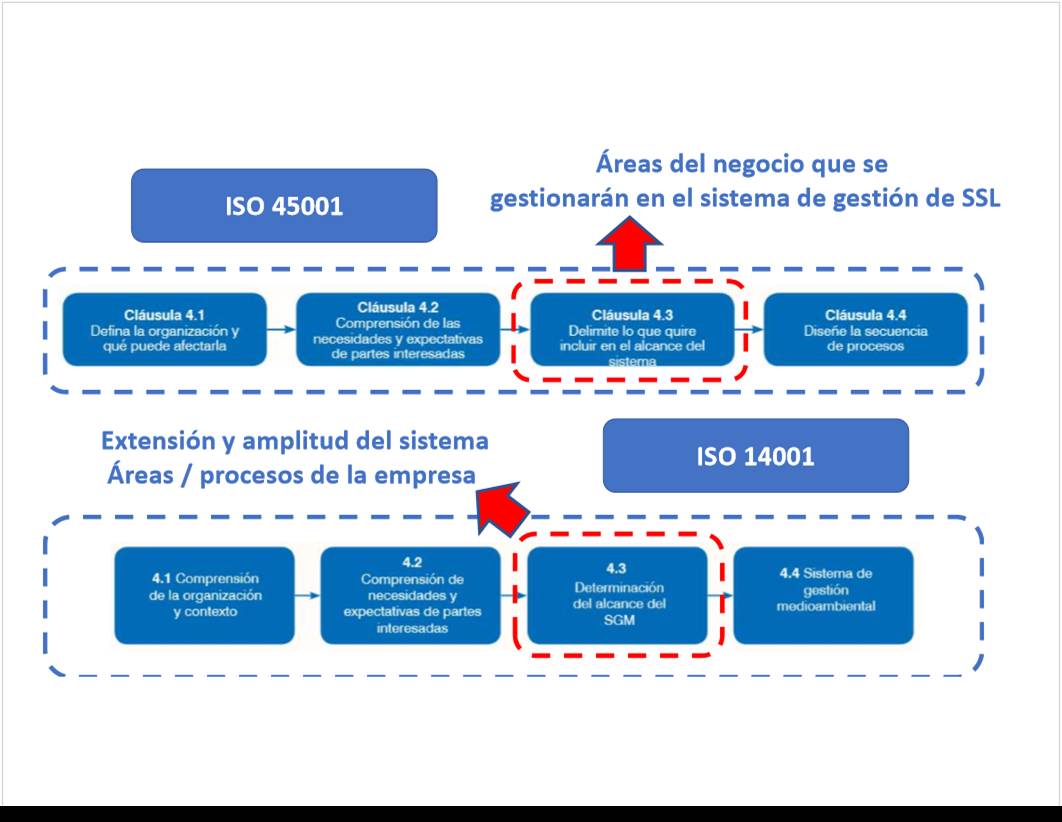 Áreas del negocio que se
gestionarán en el sistema de gestión de SSL
ISO 45001
Cláusula 4.1
Defina la organización y
qué puede afectarla
Cláusula 4.2
Comprensión de las
necesidades y expectativas
de partes interesadas
Cláusula 4.3
Delimite lo que quire
incluir en el alcance del
sistema
Cláusula 4.4
Diseñe la secuencia
de procesos
Extensión y amplitud del sistema
Áreas / procesos de la empresa
ISO 14001
4.1 Comprensión
de la organización
y contexto
4.2
Comprensión de
necesidades y
expectativas de partes
interesadas
4.3
Determinación
del alcance del
SGM
4.4 Sistema de
gestión
medioambiental